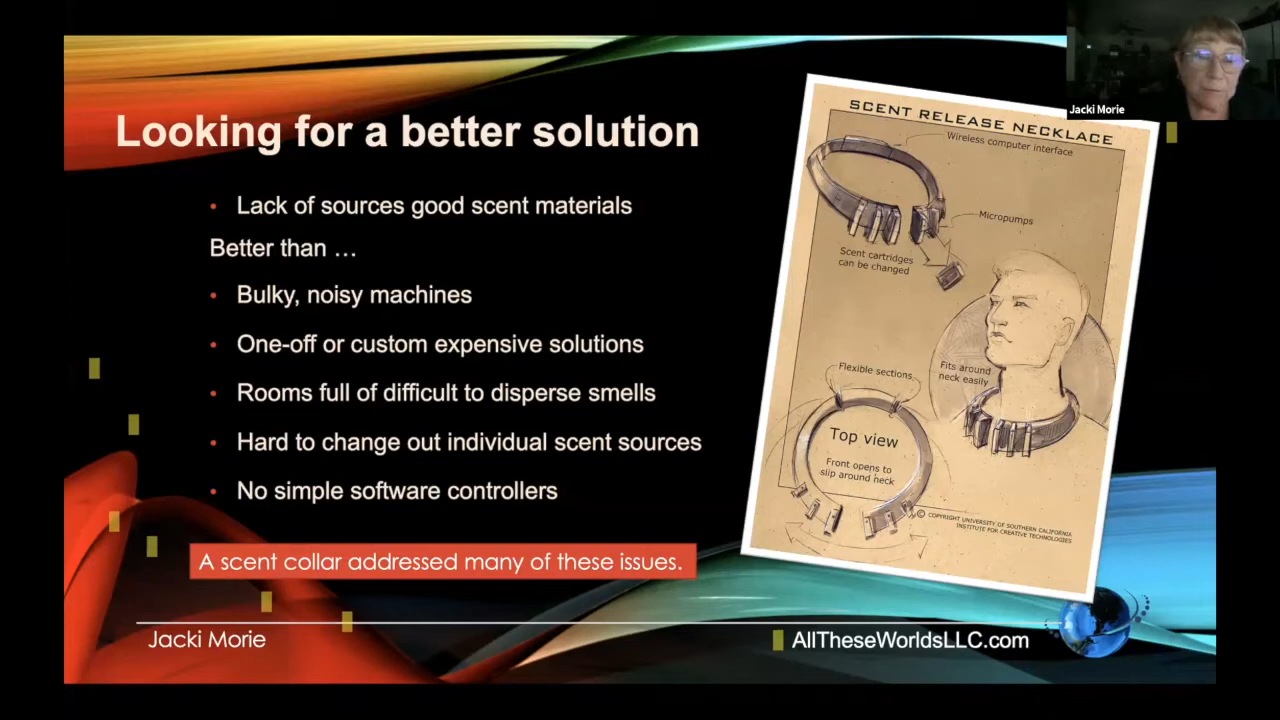 Jacki Morie
Looking for a better solution
• Lack of sources good scent materials
Better than …
• Bulky, noisy machines
• One-off or custom expensive solutions
• Rooms full of difficult to disperse smells
• Hard to change out individual scent sources
• No simple software controllers
A scent collar addressed many of these issues.
SCENT RELEASE NECKLACE
Wireless computer interface
Micropumps
Scent cartridges
can be changed
Flexible sections
Fits around
neck easily
Top view
Front opens to
slip around neck
© COPYRIGHT UNIVERSITY OF SOUTHERN CALIFORNIA
INSTITUTE FOR CREATIVE TECHNOLOGIES
Jacki Morie
AllTheseWorldsLLC.com